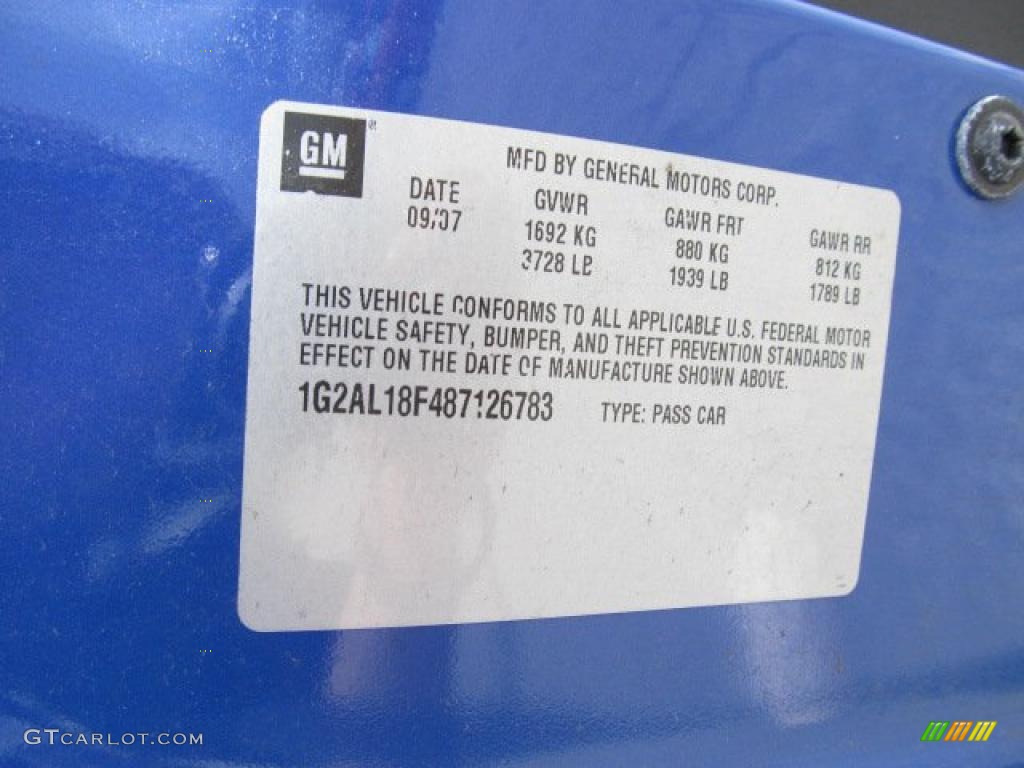 GM
MFD BY GENERAL MOTORS CORP.
DATE GVWR GAWR FRT GAWR RR
09/07 1692 KG 880 KG 812 KG
3728 LB 1939 LB 1789 LB
THIS VEHICLE CONFORMS TO ALL APPLICABLE U.S. FEDERAL MOTOR
VEHICLE SAFETY, BUMPER, AND THEFT PREVENTION STANDARDS IN
EFFECT ON THE DATE OF MANUFACTURE SHOWN ABOVE.
1G2AL18F487126783 TYPE: PASS CAR
GTCARLOT.COM